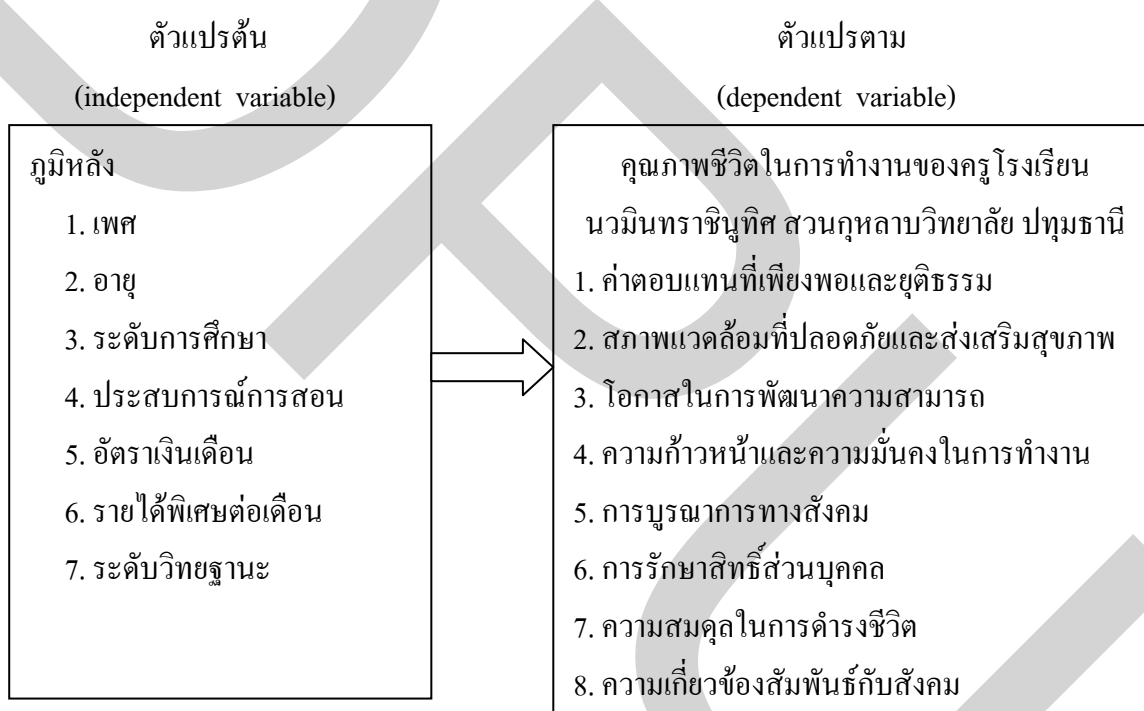 ตัวแปรต้น
(independent variable)
ภูมิหลัง
1. เพศ
2. อายุ
3. ระดับการศึกษา
4. ประสบการณ์การสอน
5. อัตราเงินเดือน
6. รายได้พิเศษต่อเดือน
7. ระดับวิทยฐานะ
ตัวแปรตาม
(dependent variable)
คุณภาพชีวิตในการทำงานของครูโรงเรียน
นวมินทราชินูทิศ สวนกุหลาบวิทยาลัย ปทุมธานี
1. ค่าตอบแทนที่เพียงพอและยุติธรรม
2. สภาพแวดล้อมที่ปลอดภัยและส่งเสริมสุขภาพ
3. โอกาสในการพัฒนาความสามารถ
4. ความก้าวหน้าและความมั่นคงในการทำงาน
5. การบูรณาการทางสังคม
6. การรักษาสิทธิ์ส่วนบุคคล
7. ความสมดุลในการดำรงชีวิต
8. ความเกี่ยวข้องสัมพันธ์กับสังคม